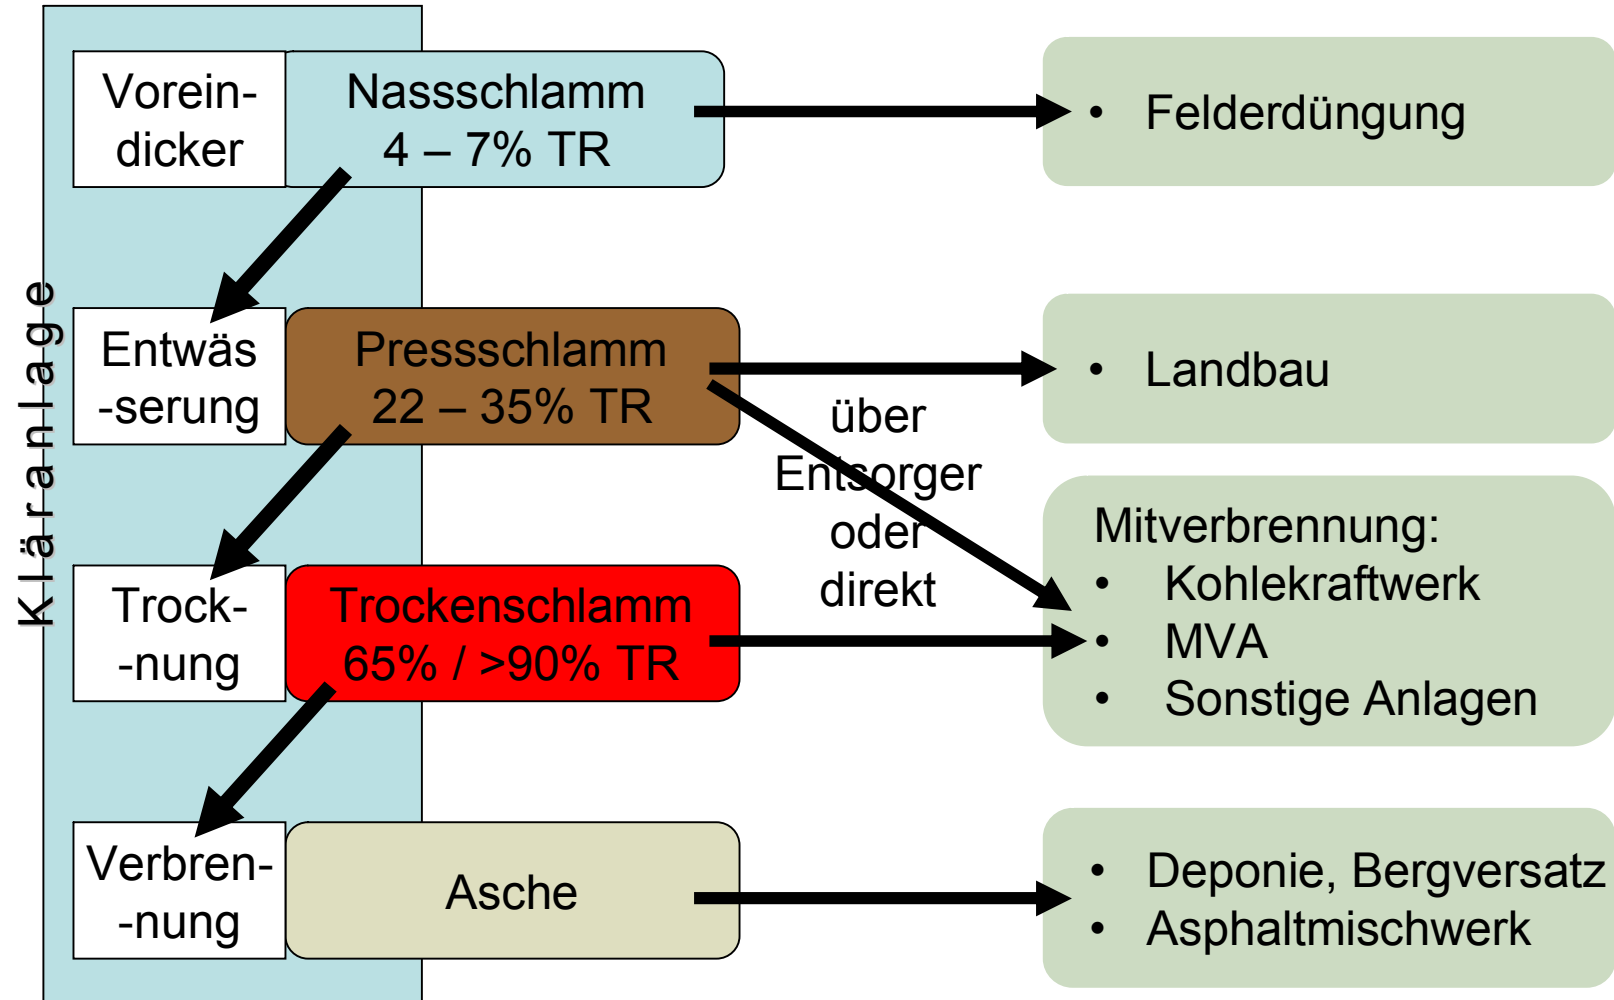 Kläranlage
Vorein-
dicker
Nassschlamm
4 – 7% TR
• Felderdüngung
Entwäs
-serung
Pressschlamm
22 – 35% TR
• Landbau
über
Entsorger
oder
direkt
Trock-
-nung
Trockenschlamm
65% / >90% TR
Mitverbrennung:
• Kohlekraftwerk
• MVA
• Sonstige Anlagen
Verbren-
-nung
Asche
• Deponie, Bergversatz
• Asphaltmischwerk